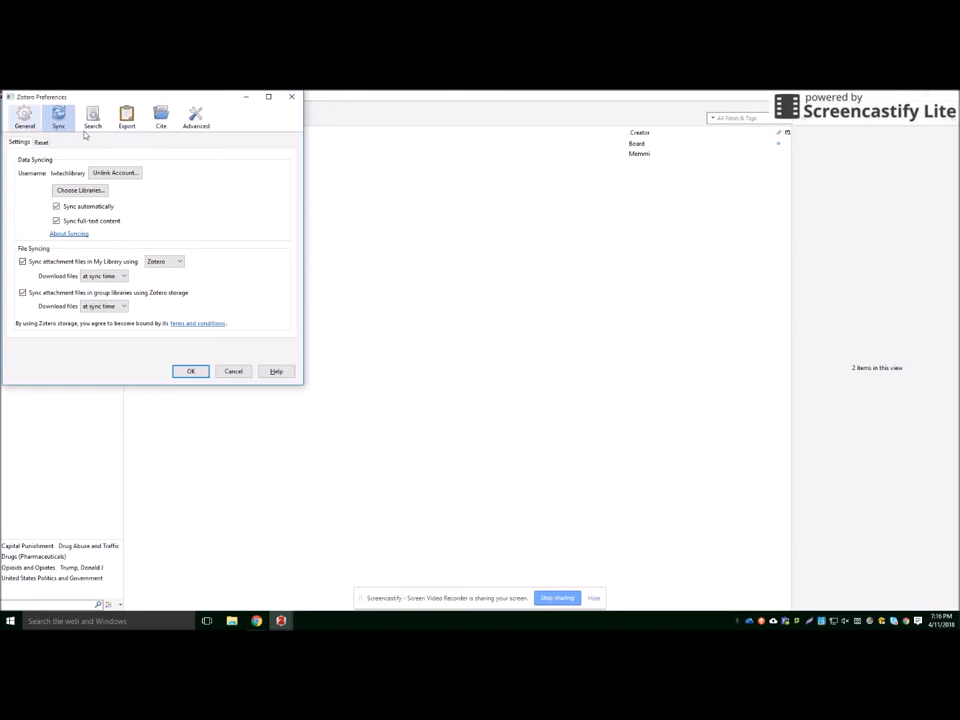 Zotero Preferences
powered by
Screencastify Lite
General Sync Search Export Cite Advanced
All Fields & Tags
Creator
Settings Reset
Board
Memmi
Data Syncing
Username: lwtechlibrary Unlink Account...
Choose Libraries...
Sync automatically
Sync full-text content
About Syncing
File Syncing
Sync attachment files in My Library using Zotero
Download files at sync time
Sync attachment files in group libraries using Zotero storage
Download files at sync time
By using Zotero storage, you agree to become bound by its terms and conditions.
OK Cancel Help
2 items in this view
Capital Punishment Drug Abuse and Traffic
Drugs (Pharmaceuticals)
Opioids and Opiates Trump, Donald J
United States Politics and Government
Screencastify - Screen Video Recorder is sharing your screen. Stop sharing Hide
Search the web and Windows
7:16 PM
4/11/2018